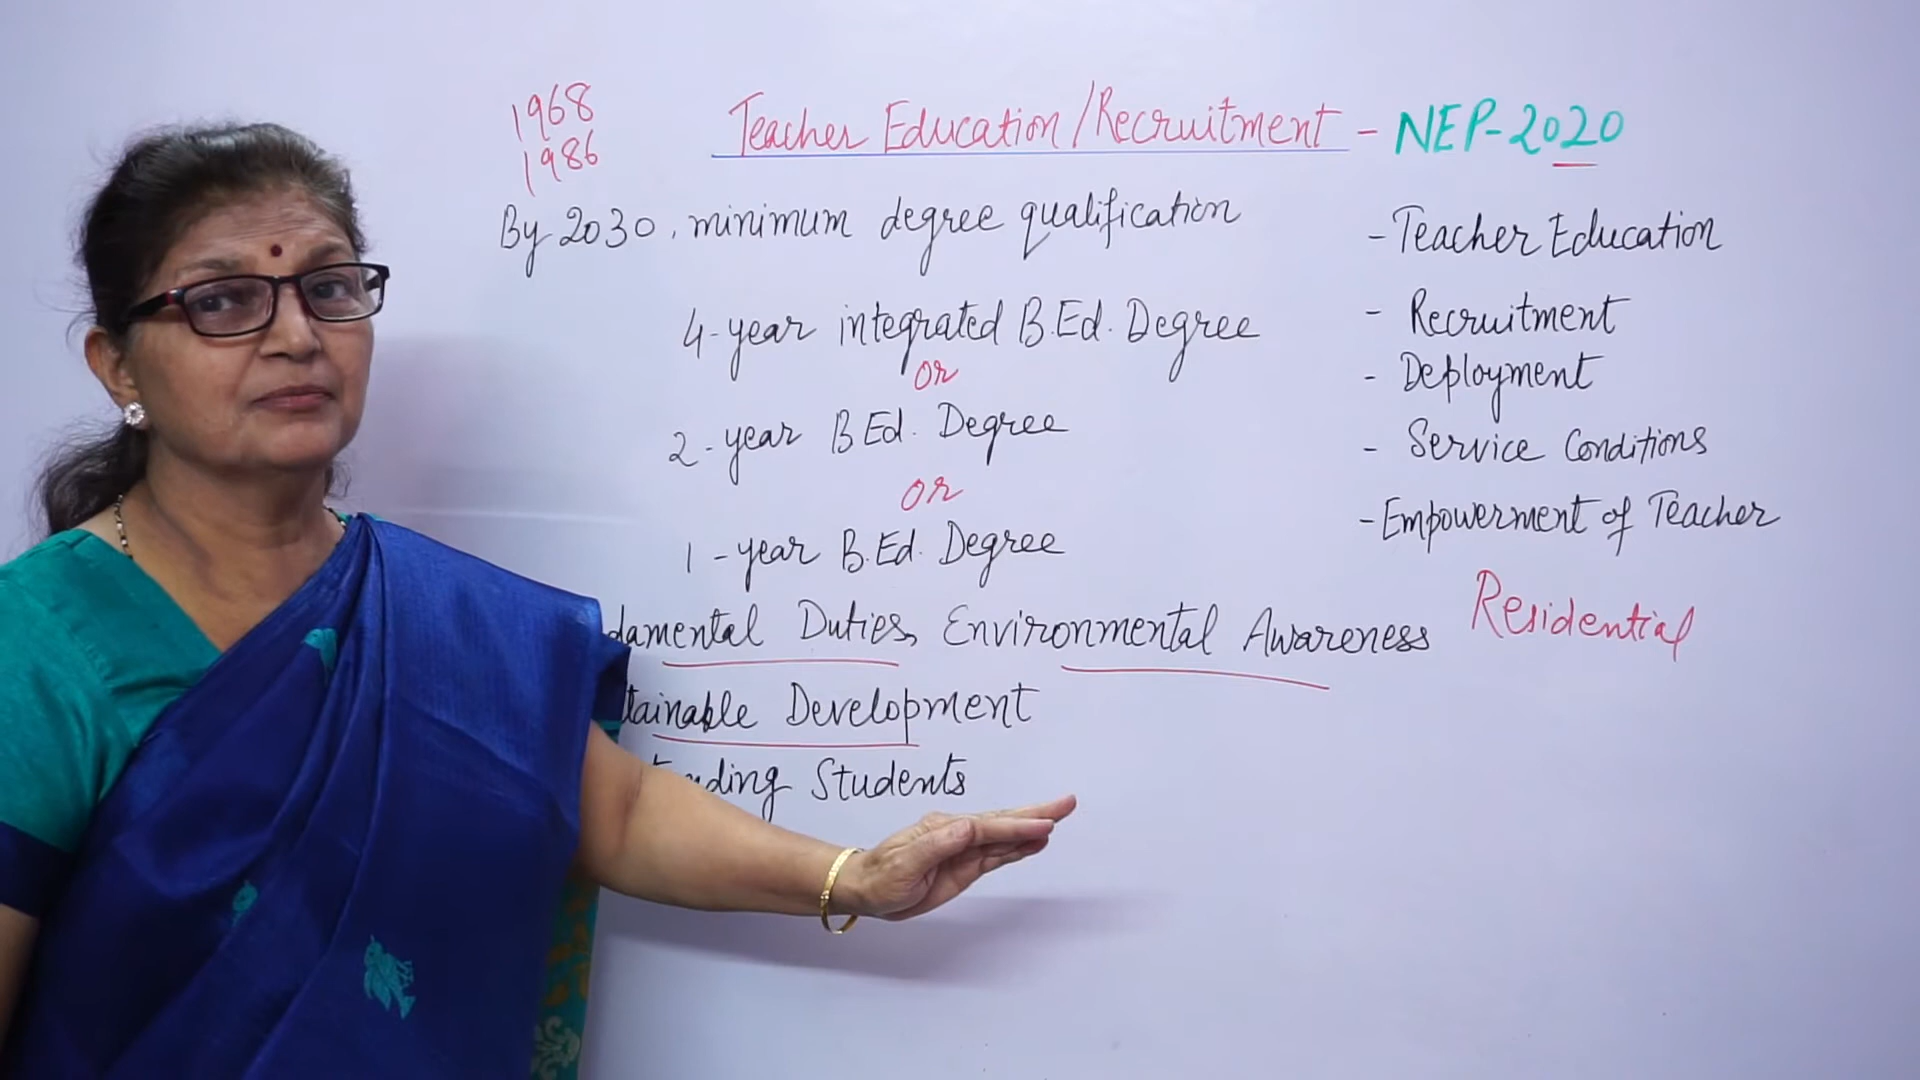 1968
1986
Teacher Education/Recruitment - NEP-2020
By 2030, minimum degree qualification
4-year integrated B.Ed. Degree
or
2-year B.Ed. Degree
or
1-year B.Ed. Degree
Duties, Environmental Awareness
Development
Students
- Teacher Education
- Recruitment
- Deployment
- Service Conditions
- Empowerment of Teacher
Residential